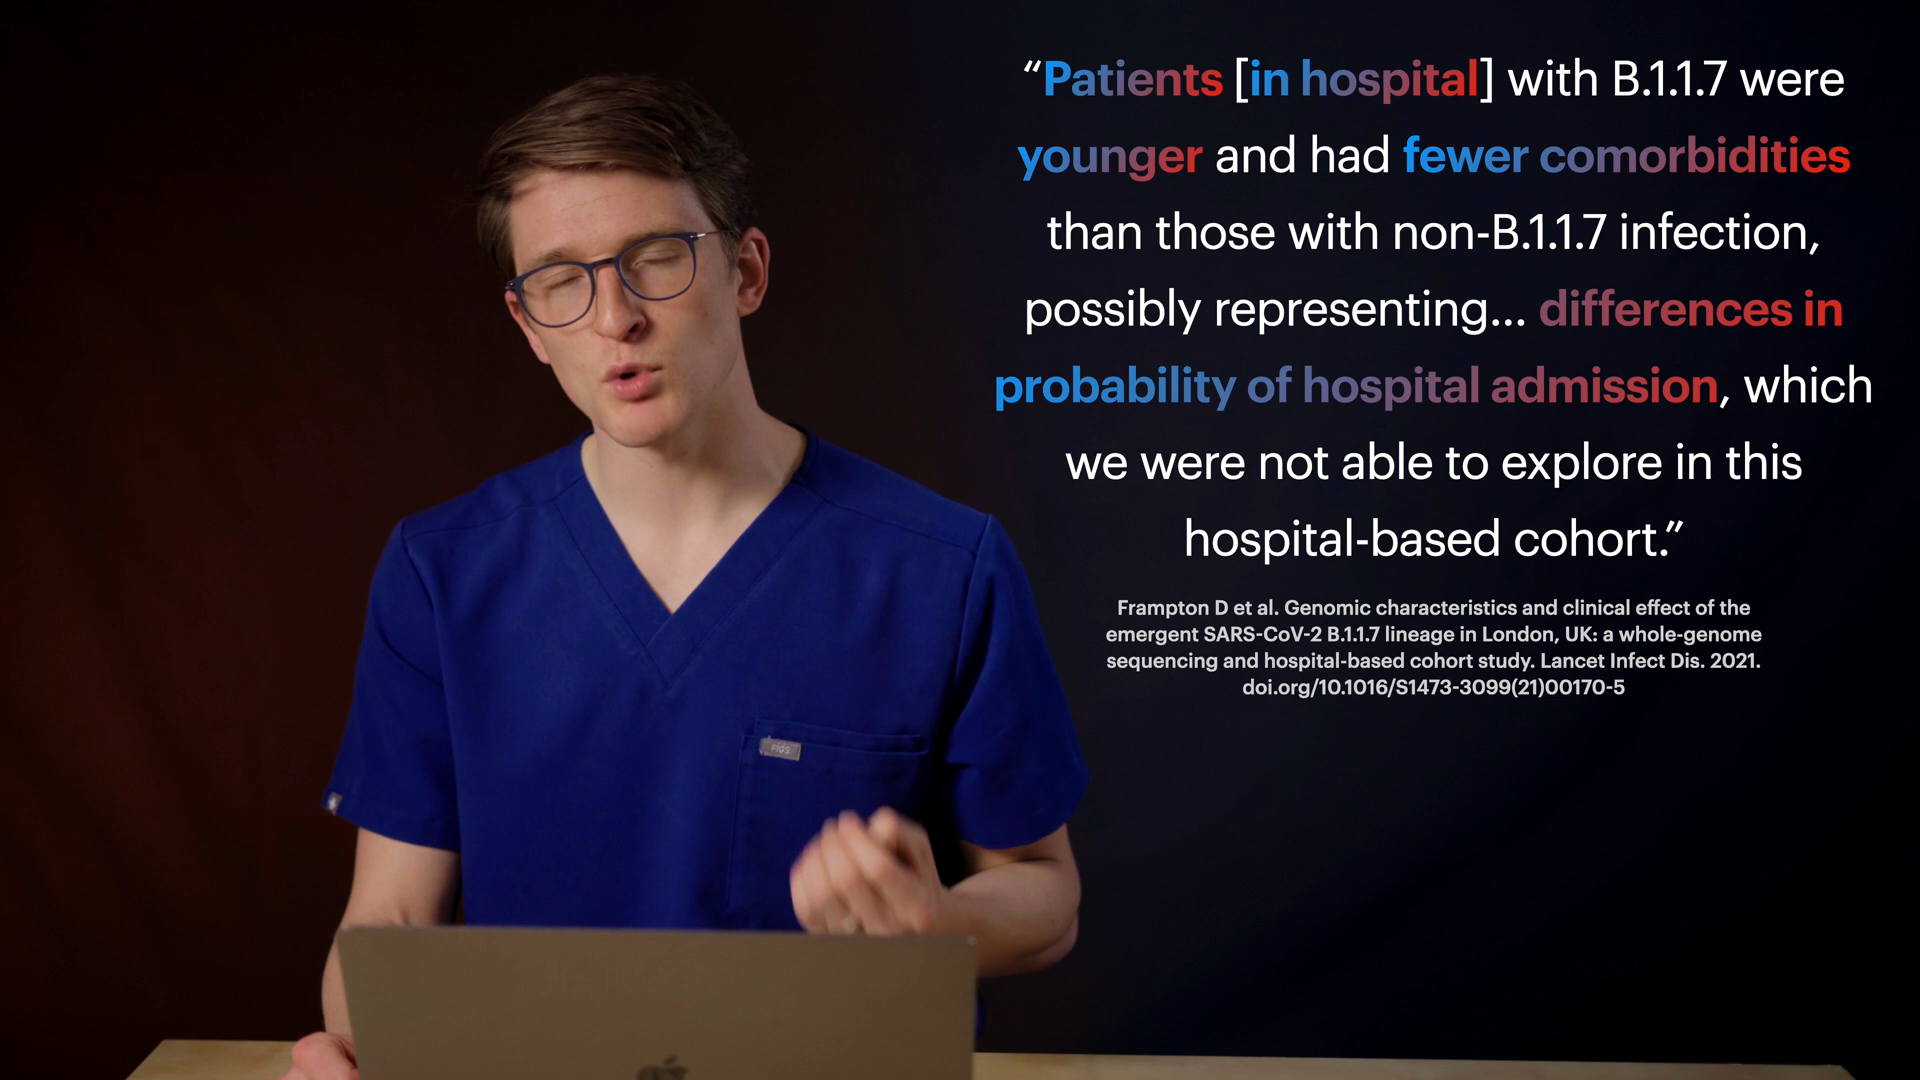 “Patients [in hospital] with B.1.1.7 were
younger and had fewer comorbidities
than those with non-B.1.1.7 infection,
possibly representing... differences in
probability of hospital admission, which
we were not able to explore in this
hospital-based cohort.”
Frampton D et al. Genomic characteristics and clinical effect of the
emergent SARS-CoV-2 B.1.1.7 lineage in London, UK: a whole-genome
sequencing and hospital-based cohort study. Lancet Infect Dis. 2021.
doi.org/10.1016/S1473-3099(21)00170-5
FIGS